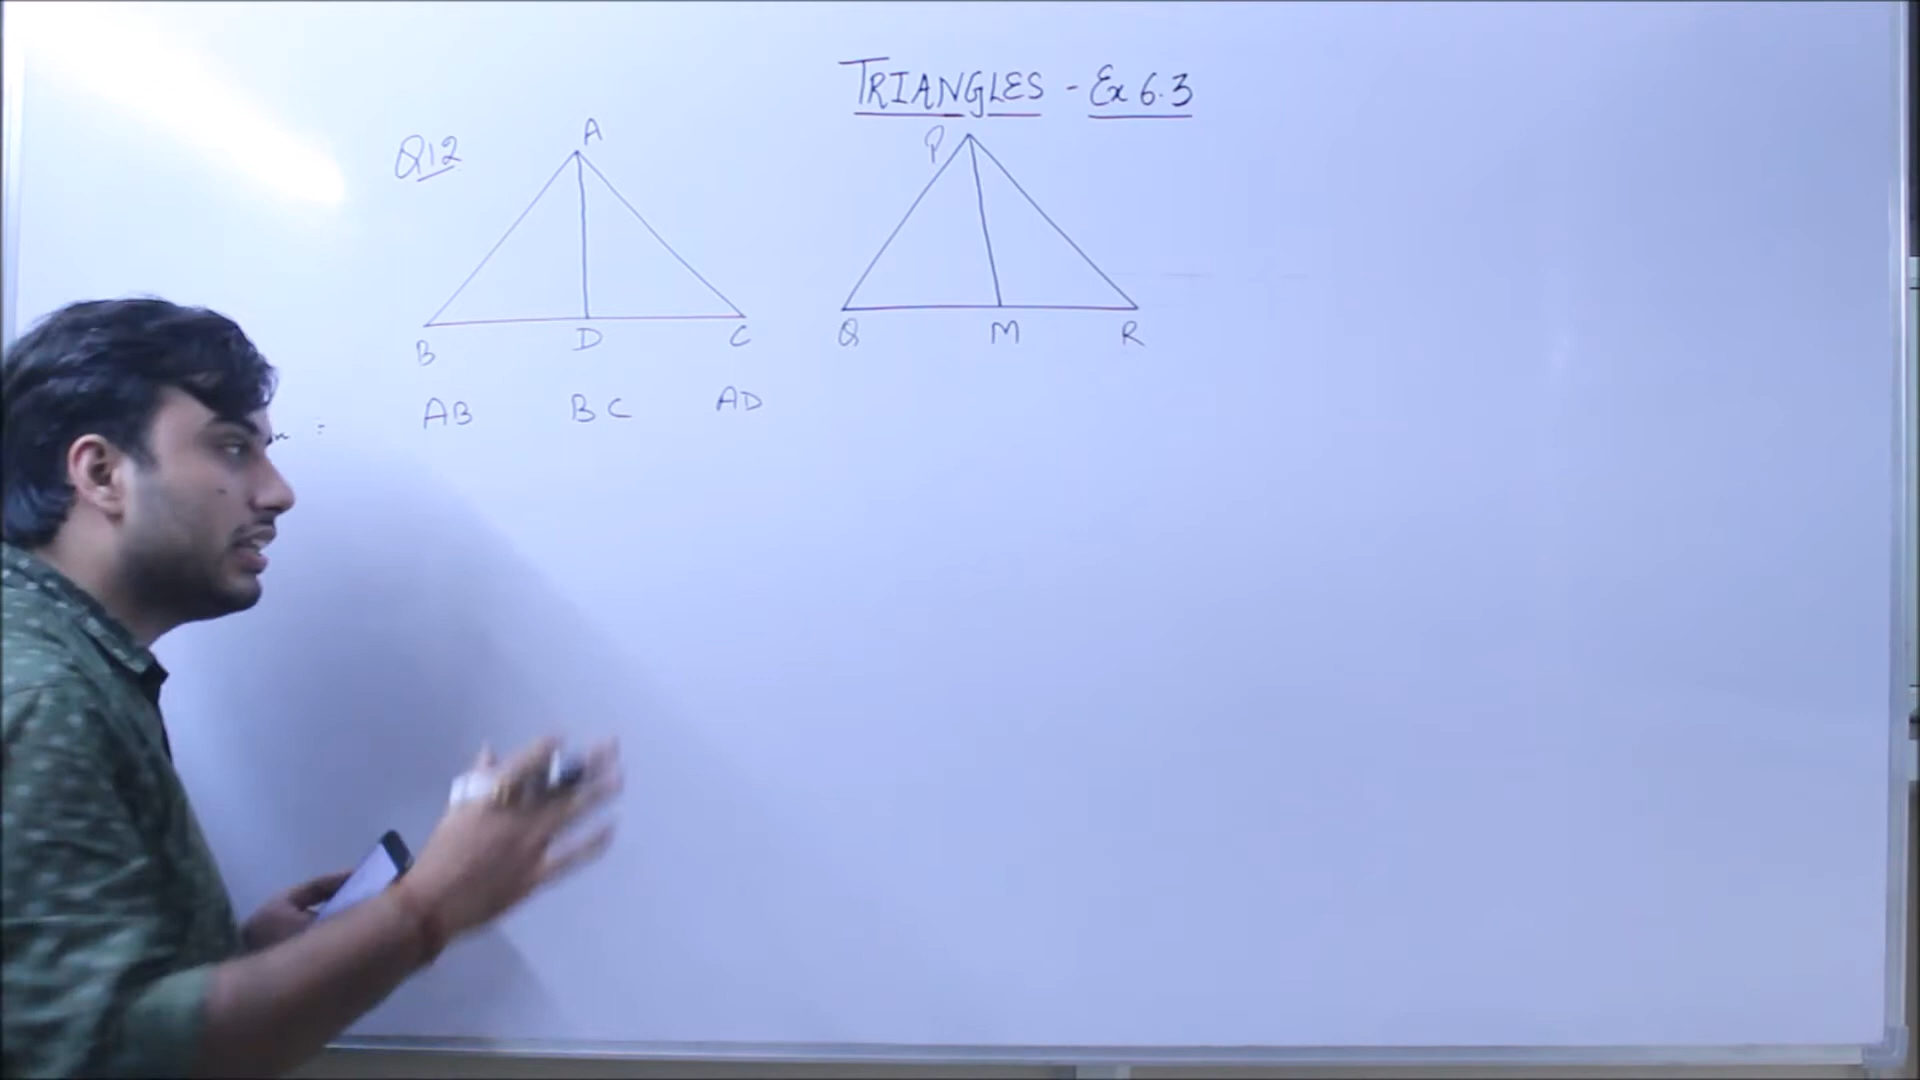 TRIANGLES - Ex 6.3
Q12
A
P
B D C
Q M R
: AB BC AD